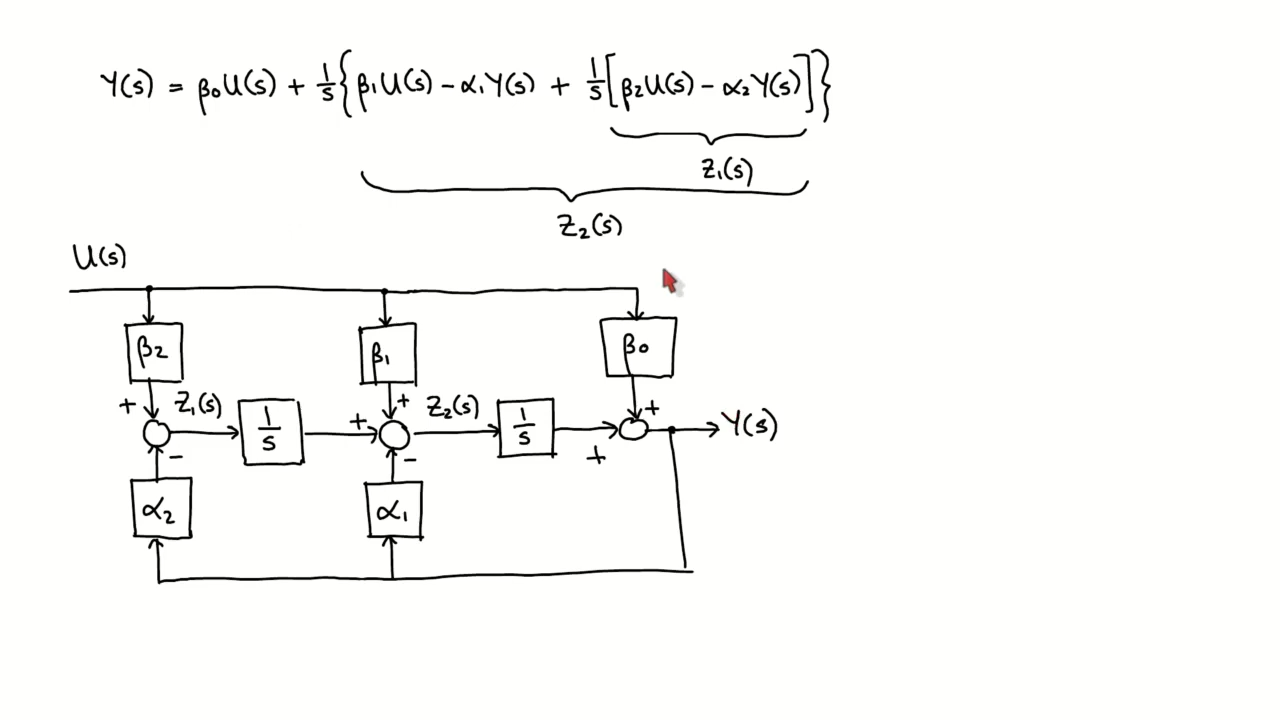 Y(s) = β₀U(s) + 1/s{β₁U(s) - α₁Y(s) + 1/s[β₂U(s) - α₂Y(s)]}
Z₁(s)
Z₂(s)
U(s)
β₂ β₁ β₀
+ Z₁(s) 1/s + + Z₂(s) 1/s + + Y(s)
- -
α₂ α₁